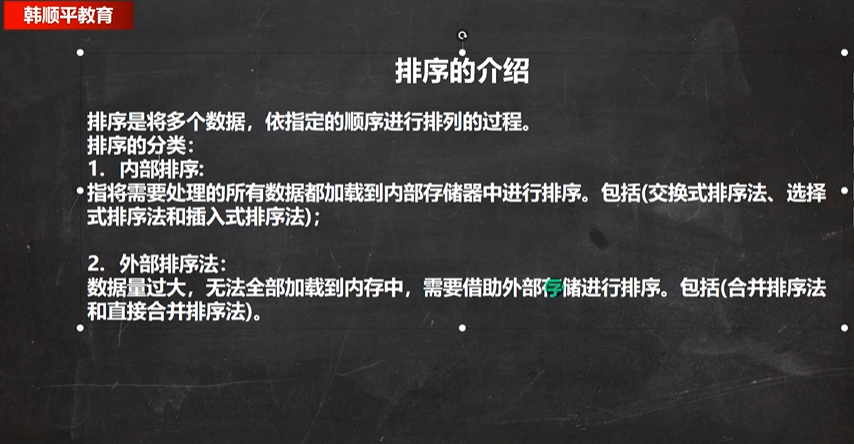 韩顺平教育
排序的介绍
排序是将多个数据，依指定的顺序进行排列的过程。
排序的分类：
1. 内部排序:
指将需要处理的所有数据都加载到内部存储器中进行排序。包括(交换式排序法、选择
式排序法和插入式排序法)；
2. 外部排序法：
数据量过大，无法全部加载到内存中，需要借助外部存储进行排序。包括(合并排序法
和直接合并排序法)。